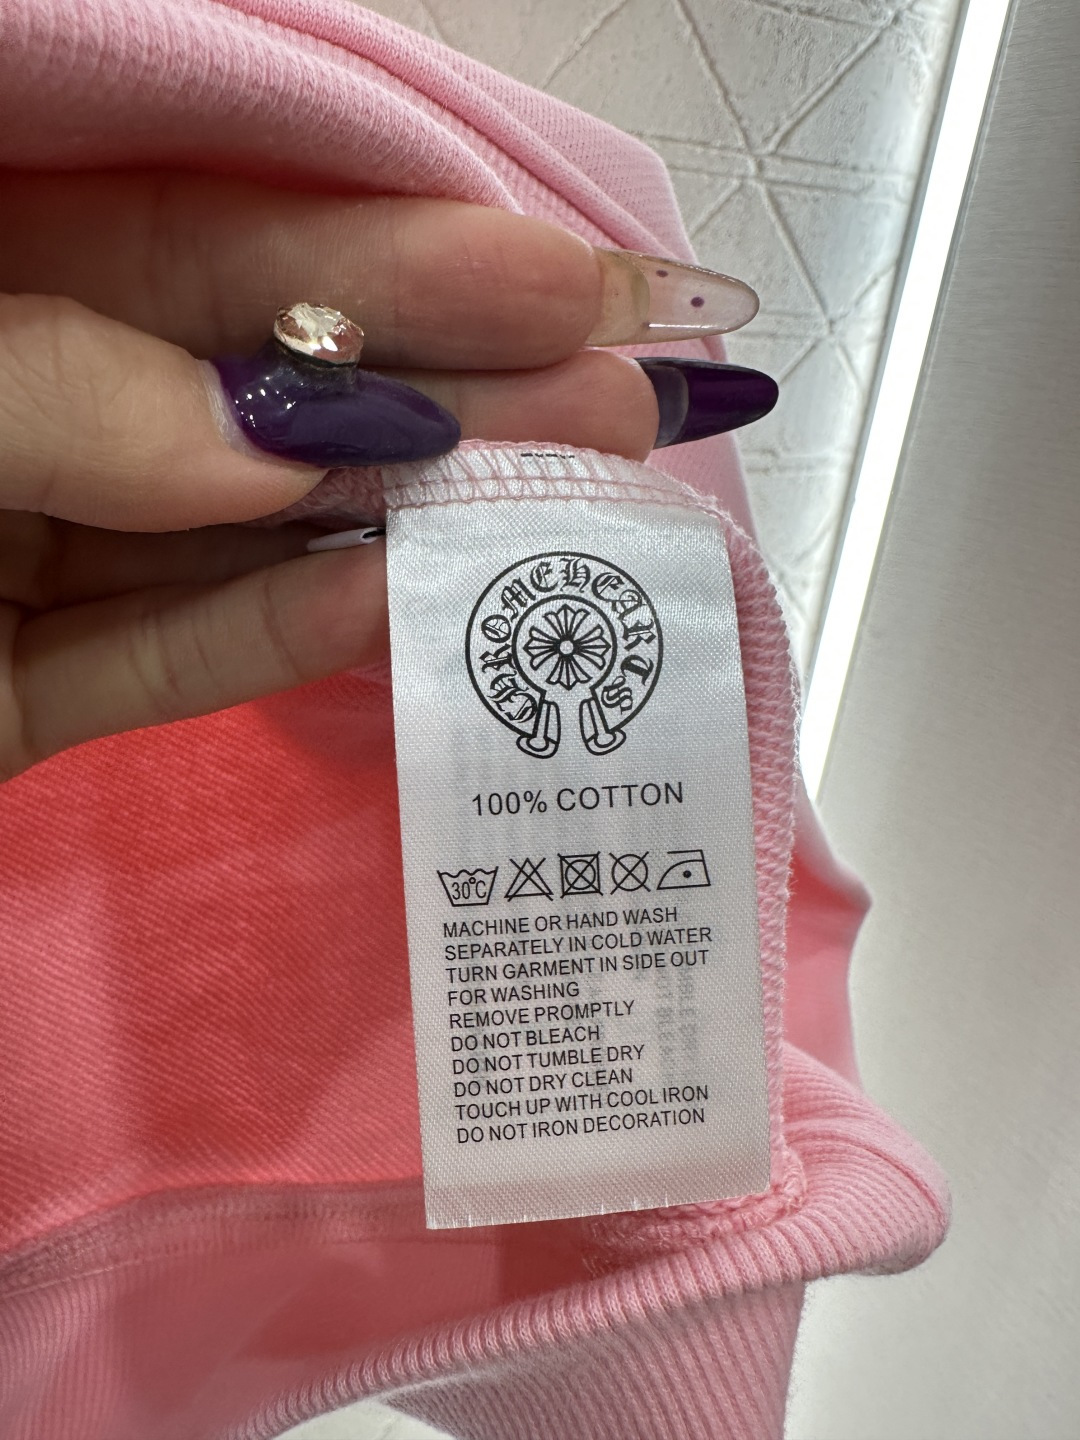 CHROME HEARTS
100% COTTON
30°C
MACHINE OR HAND WASH
SEPARATELY IN COLD WATER
TURN GARMENT IN SIDE OUT
FOR WASHING
REMOVE PROMPTLY
DO NOT BLEACH
DO NOT TUMBLE DRY
DO NOT DRY CLEAN
TOUCH UP WITH COOL IRON
DO NOT IRON DECORATION